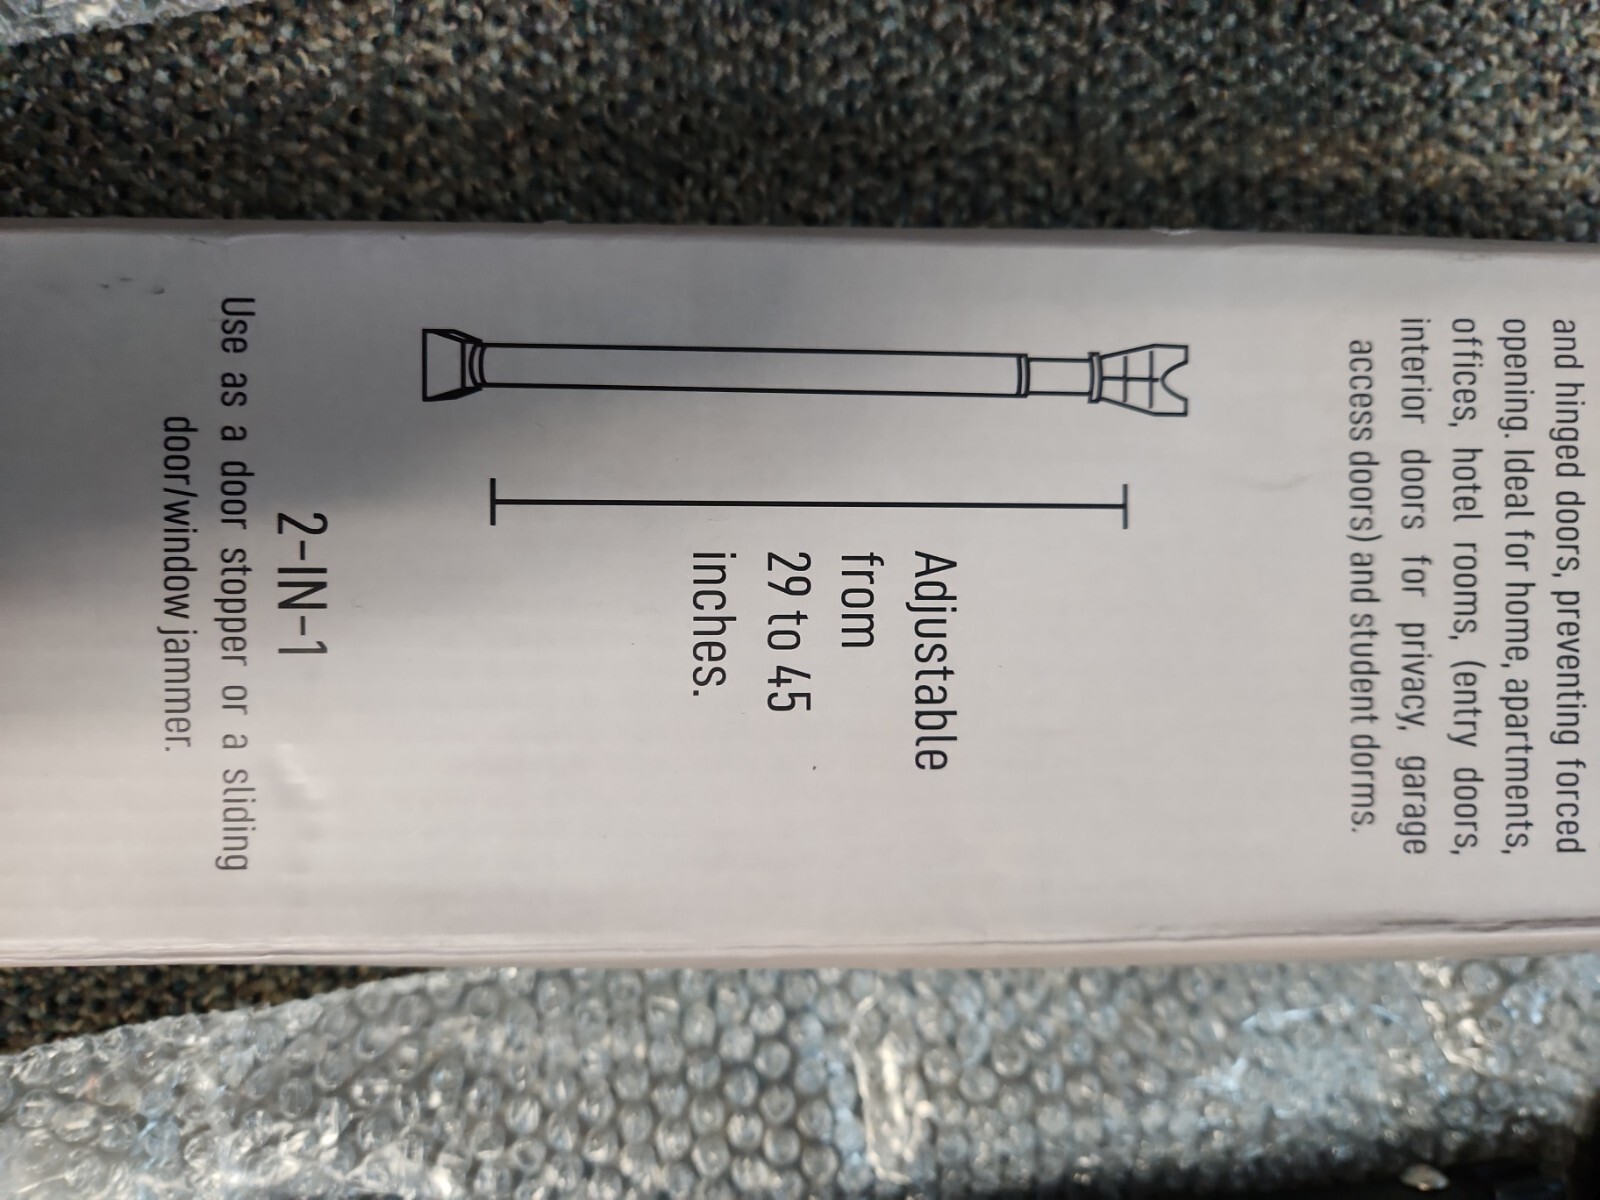 and hinged doors, preventing forced
opening. Ideal for home, apartments,
offices, hotel rooms, (entry doors,
interior doors for privacy, garage
access doors) and student dorms.
Adjustable
from
29 to 45
inches.
2-IN-1
Use as a door stopper or a sliding
door/window jammer.